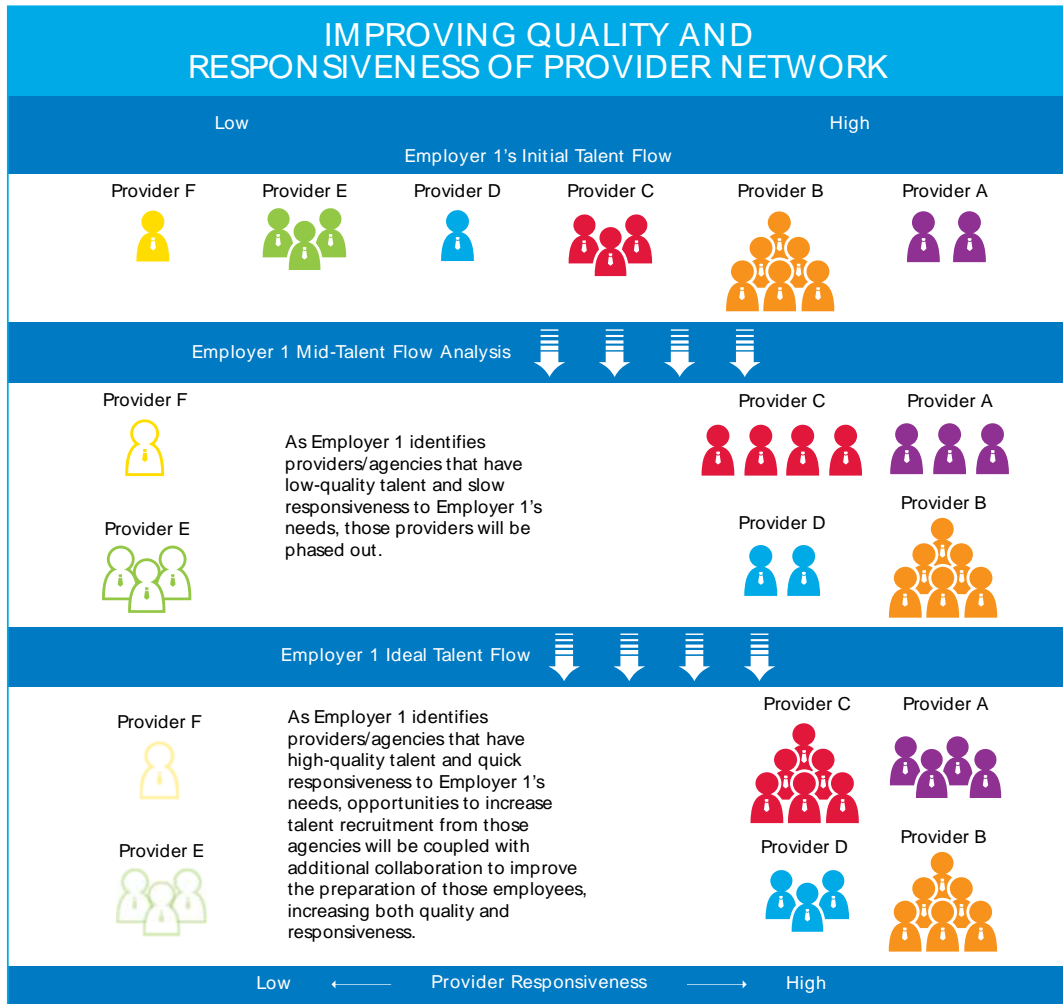 IMPROVING QUALITY AND
RESPONSIVENESS OF PROVIDER NETWORK
Low High
Employer 1’s Initial Talent Flow
Provider F Provider E Provider D Provider C Provider B Provider A
Employer 1 Mid-Talent Flow Analysis
Provider F
Provider E
As Employer 1 identifies
providers/agencies that have
low-quality talent and slow
responsiveness to Employer 1’s
needs, those providers will be
phased out.
Provider C Provider A
Provider D Provider B
Employer 1 Ideal Talent Flow
Provider F
Provider E
As Employer 1 identifies
providers/agencies that have
high-quality talent and quick
responsiveness to Employer 1’s
needs, opportunities to increase
talent recruitment from those
agencies will be coupled with
additional collaboration to improve
the preparation of those employees,
increasing both quality and
responsiveness.
Provider C Provider A
Provider D Provider B
Low Provider Responsiveness High